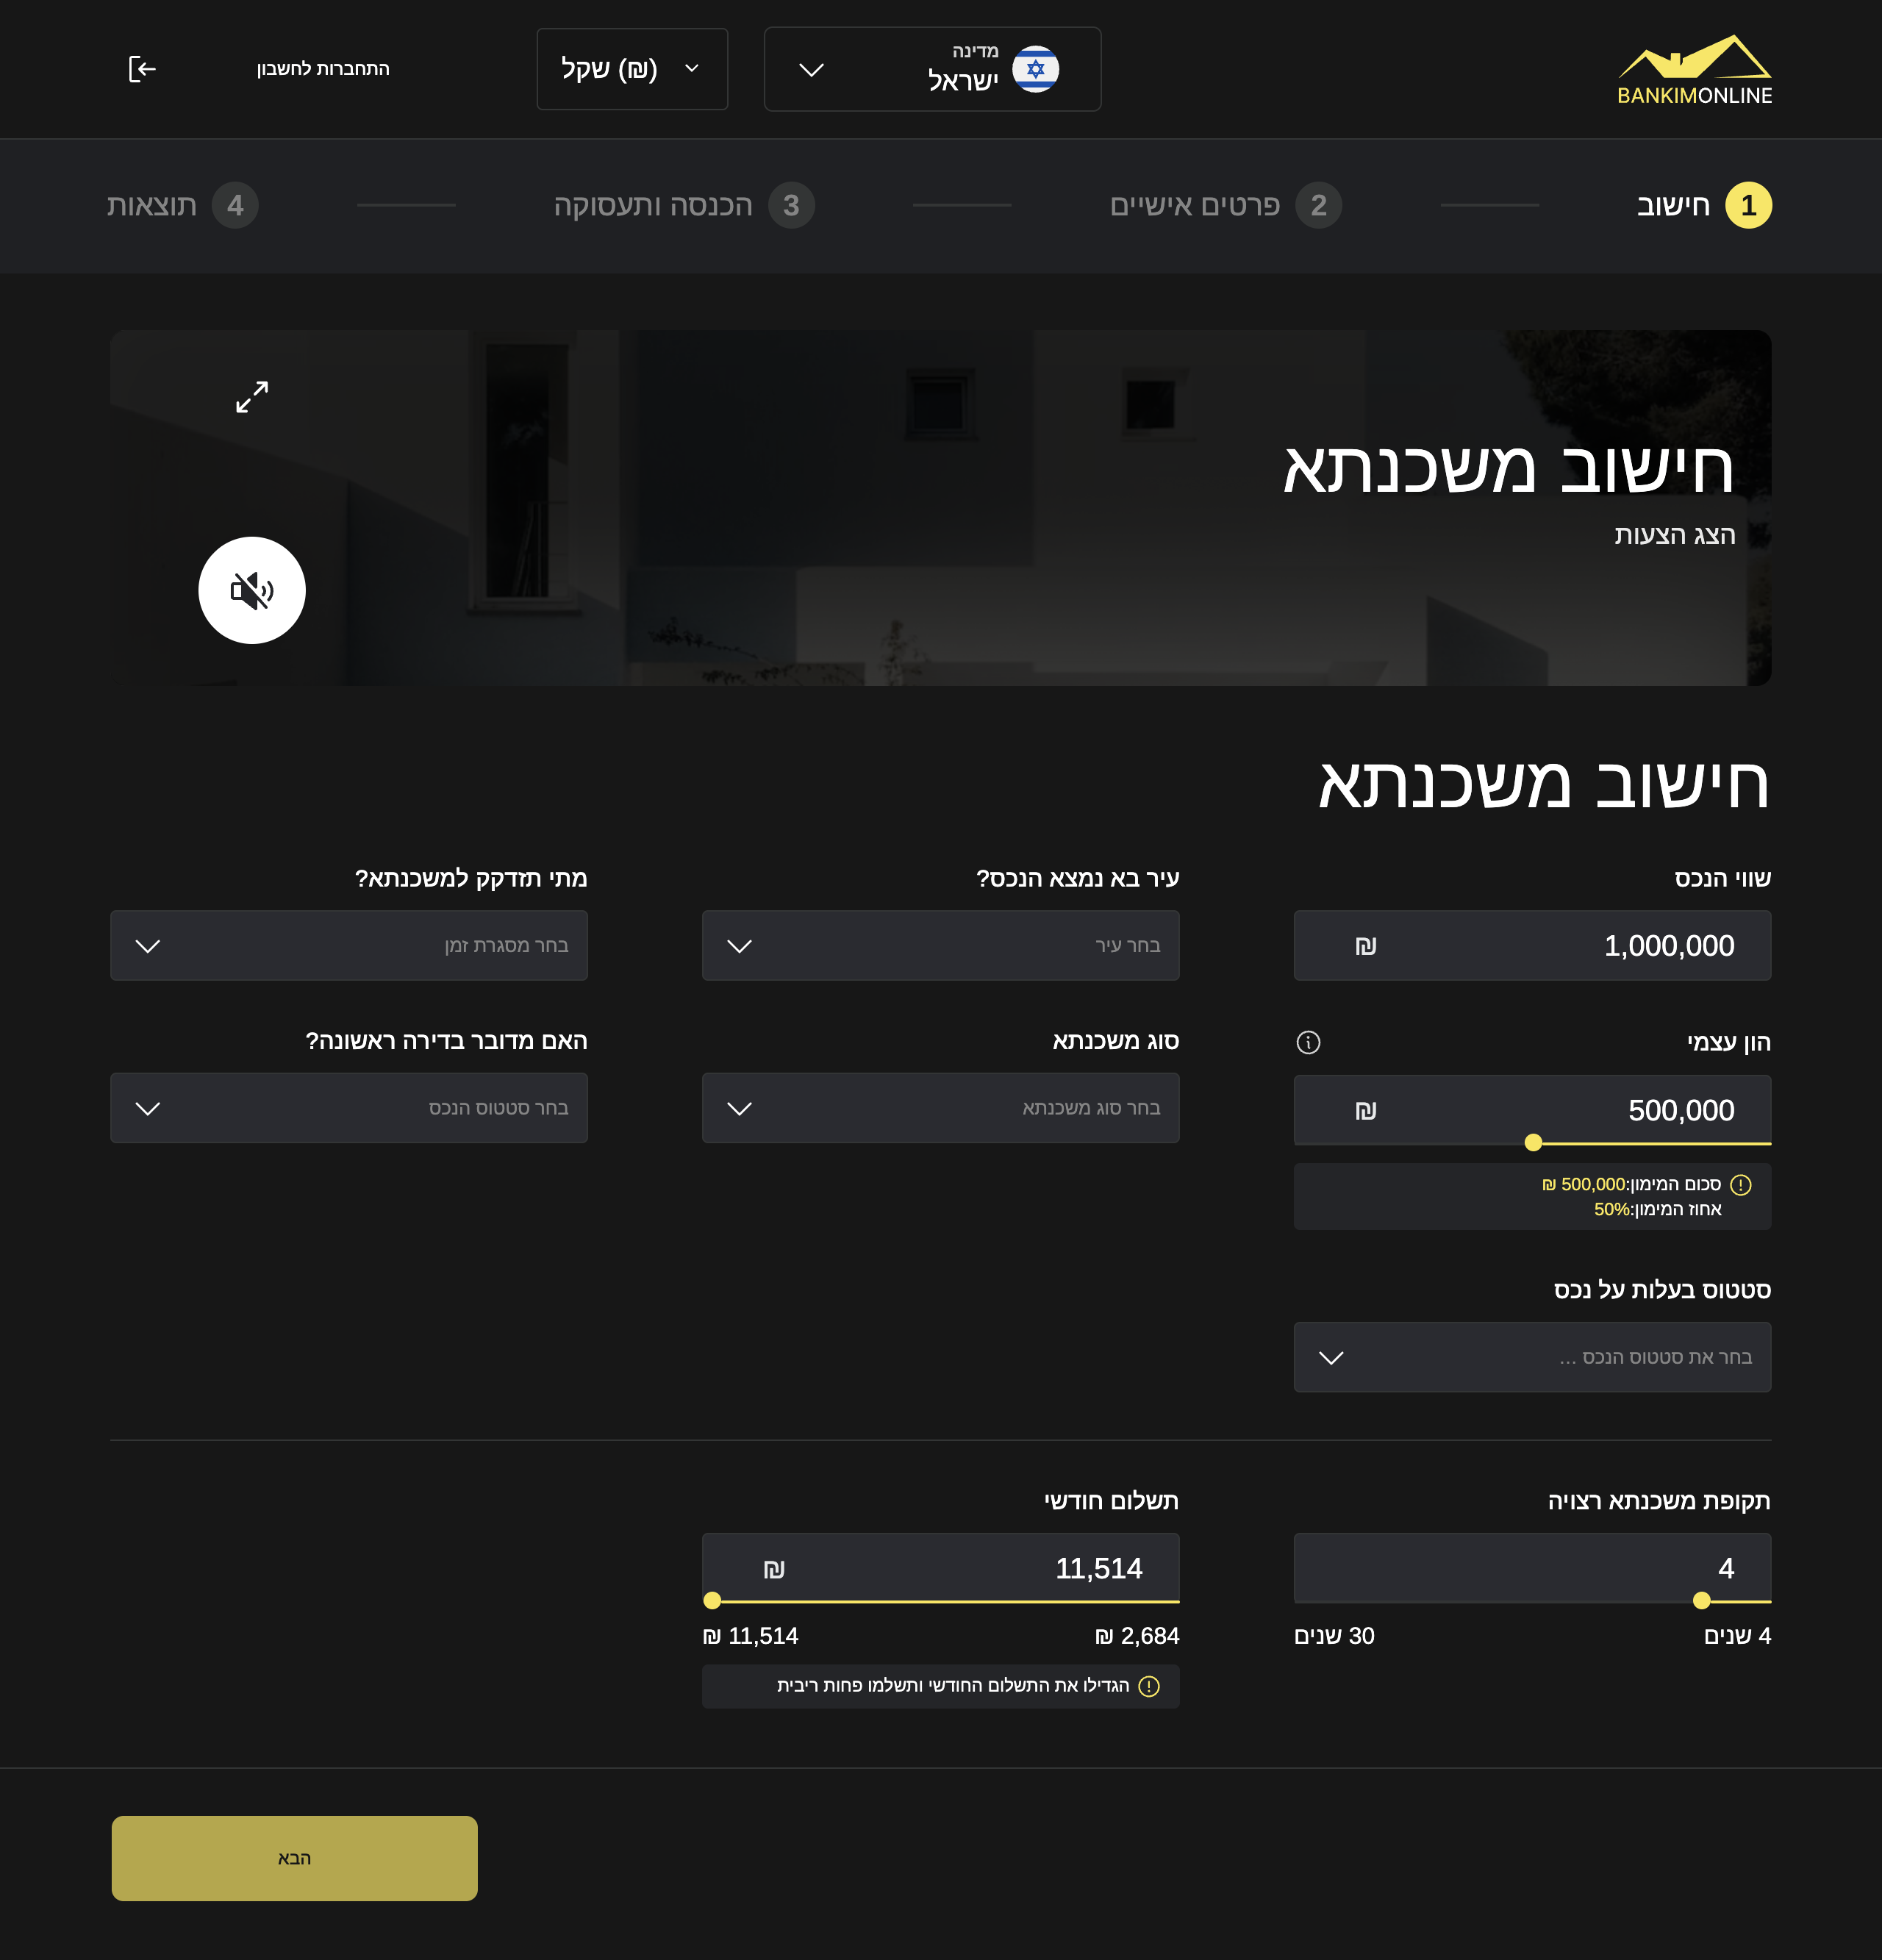 BANKIMONLINE
מדינה
ישראל
שקל (₪)
התחברות לחשבון
1 חישוב
2 פרטים אישיים
3 הכנסה ותעסוקה
4 תוצאות
חישוב משכנתא
הצג הצעות
חישוב משכנתא
שווי הנכס
1,000,000 ₪
עיר בא נמצא הנכס?
בחר עיר
מתי תזדקק למשכנתא?
בחר מסגרת זמן
הון עצמי
500,000 ₪
סכום המימון:500,000 ₪
אחוז המימון:50%
סוג משכנתא
בחר סוג משכנתא
האם מדובר בדירה ראשונה?
בחר סטטוס הנכס
סטטוס בעלות על נכס
בחר את סטטוס הנכס ...
תקופת משכנתא רצויה
4
4 שנים
30 שנים
תשלום חודשי
11,514 ₪
2,684 ₪
11,514 ₪
הגדילו את התשלום החודשי ותשלמו פחות ריבית
הבא